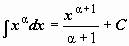 ∫x^α dx = x^(α+1)/(α+1) + C